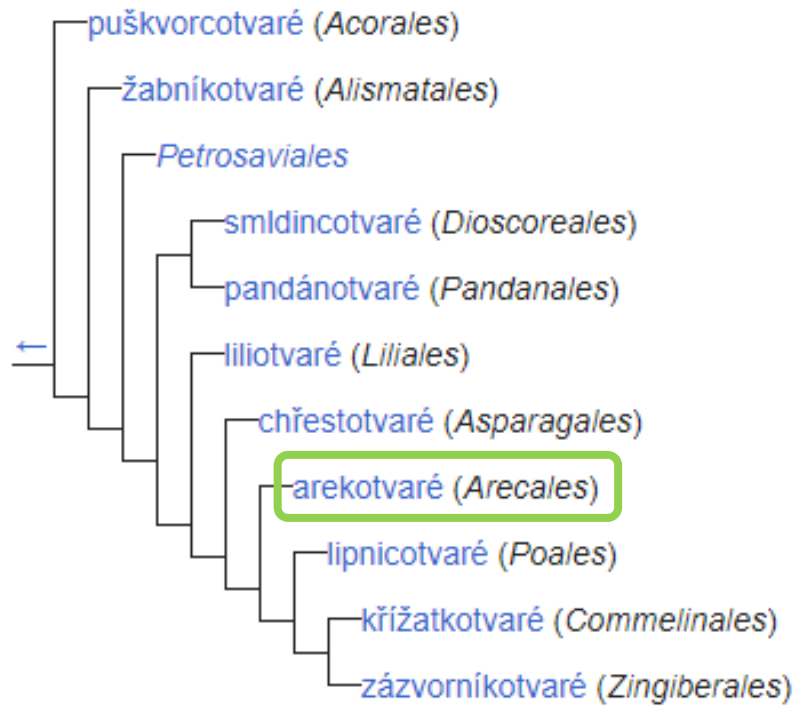 puškvorcotvaré (Acorales)
žabníkotvaré (Alismatales)
Petrosaviales
smldincotvaré (Dioscoreales)
pandánotvaré (Pandanales)
←
liliotvaré (Liliales)
chřestotvaré (Asparagales)
arekotvaré (Arecales)
lipnicotvaré (Poales)
křížatkotvaré (Commelinales)
zázvorníkotvaré (Zingiberales)